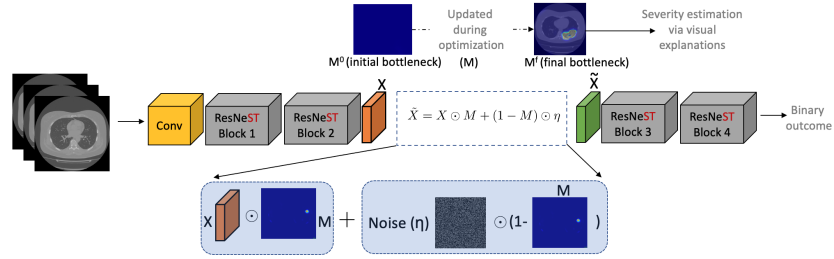 Updated
during
optimization
(M)
Severity estimation
via visual
explanations
M⁰ (initial bottleneck)
Mᶠ (final bottleneck)
X
X̃
Conv
ResNeST
Block 1
ResNeST
Block 2
X̃ = X ⊙ M + (1 − M) ⊙ η
ResNeST
Block 3
ResNeST
Block 4
Binary
outcome
X ⊙ M + Noise (η) ⊙ (1- M )